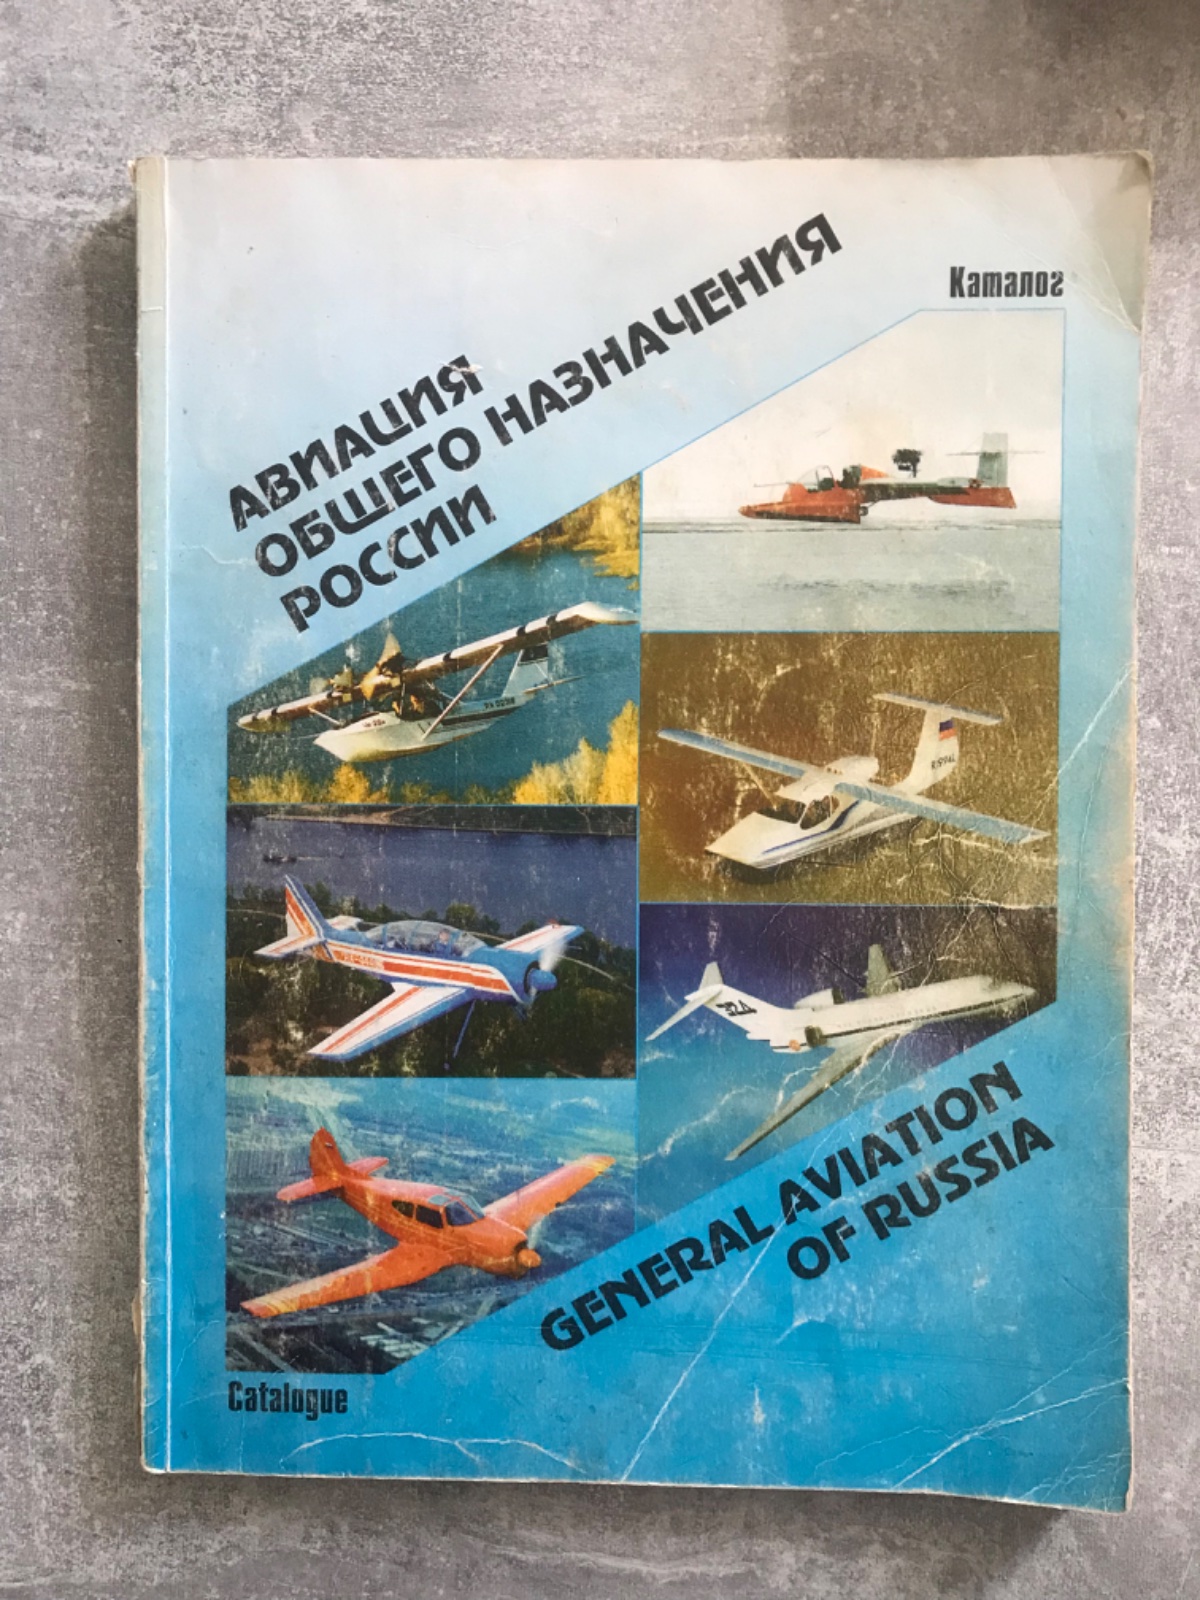 АВИАЦИЯ
ОБЩЕГО НАЗНАЧЕНИЯ
РОССИИ
Каталог
GENERAL AVIATION
OF RUSSIA
Catalogue